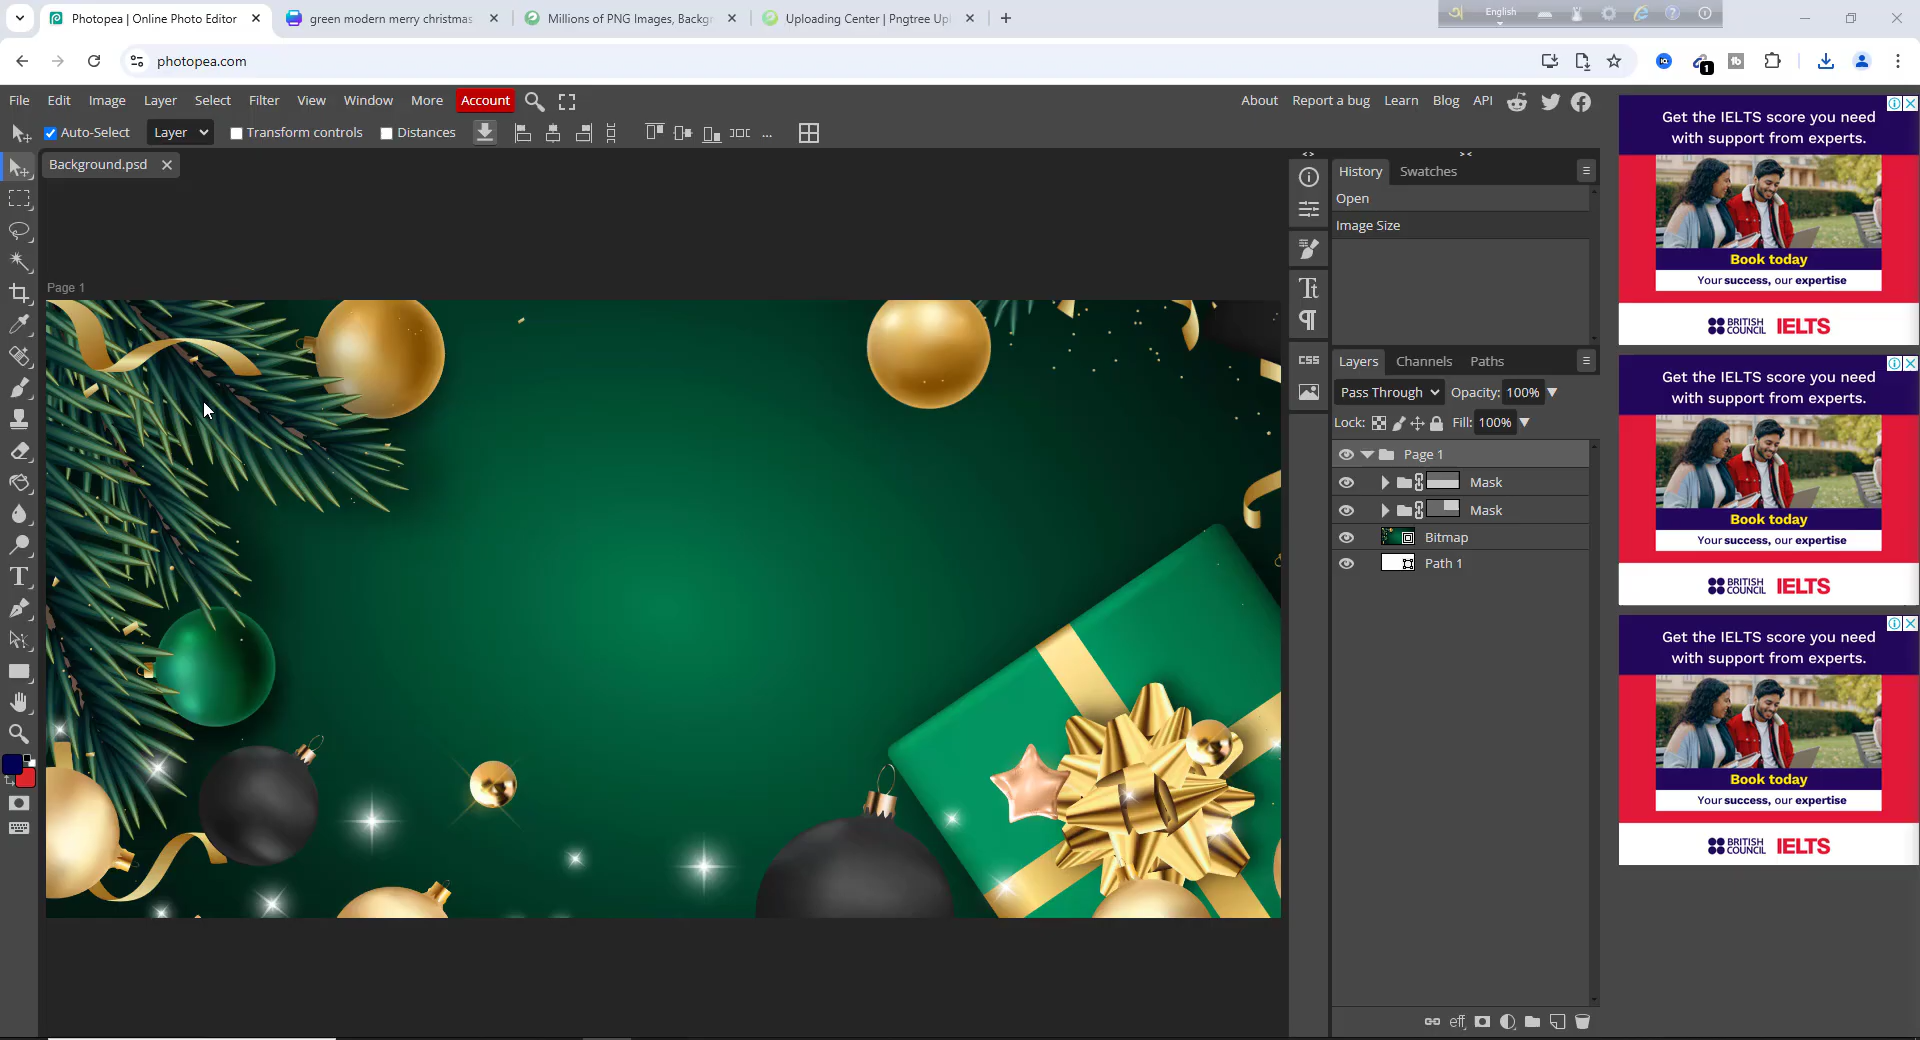 Photopea | Online Photo Editor
green modern merry christmas
Millions of PNG Images, Backgr
Uploading Center | Pngtree Upl
English
photopea.com
1
File Edit Image Layer Select Filter View Window More Account
About Report a bug Learn Blog API
Auto-Select Layer Transform controls Distances ...
Background.psd
Page 1
History Swatches
Open
Image Size
CSS
Layers Channels Paths
Pass Through Opacity: 100%
Lock: Fill: 100%
Page 1
Mask
Mask
Bitmap
Path 1
eff
Get the IELTS score you need
with support from experts.
Book today
Your success, our expertise
BRITISH
COUNCIL IELTS
Get the IELTS score you need
with support from experts.
Book today
Your success, our expertise
BRITISH
COUNCIL IELTS
Get the IELTS score you need
with support from experts.
Book today
Your success, our expertise
BRITISH
COUNCIL IELTS